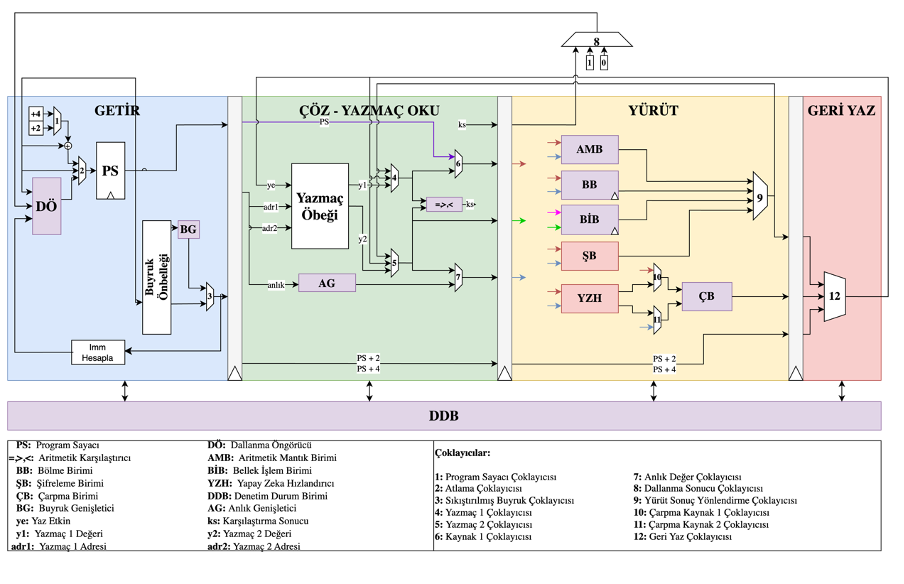 8
1
0
GETİR
ÇÖZ - YAZMAÇ OKU
YÜRÜT
GERİ YAZ
+4
+2
1
2
PS
DÖ
BG
Buyruk Önbelleği
3
Imm
Hesapla
PS
ks
ye
adr1
adr2
Yazmaç
Öbeği
y1
y2
4
5
6
=,>,<
ks
anlık
AG
7
PS + 2
PS + 4
AMB
BB
BİB
ŞB
YZH
9
10
11
ÇB
PS + 2
PS + 4
12
DDB
PS: Program Sayacı
=,>,<: Aritmetik Karşılaştırıcı
BB: Bölme Birimi
ŞB: Şifreleme Birimi
ÇB: Çarpma Birimi
BG: Buyruk Genişletici
ye: Yaz Etkin
y1: Yazmaç 1 Değeri
adr1: Yazmaç 1 Adresi
DÖ: Dallanma Öngörücü
AMB: Aritmetik Mantık Birimi
BİB: Bellek İşlem Birimi
YZH: Yapay Zeka Hızlandırıcı
DDB: Denetim Durum Birimi
AG: Anlık Genişletici
ks: Karşılaştırma Sonucu
y2: Yazmaç 2 Değeri
adr2: Yazmaç 2 Adresi
Çoklayıcılar:
1: Program Sayacı Çoklayıcısı
2: Atlama Çoklayıcısı
3: Sıkıştırılmış Buyruk Çoklayıcısı
4: Yazmaç 1 Çoklayıcısı
5: Yazmaç 2 Çoklayıcısı
6: Kaynak 1 Çoklayıcısı
7: Anlık Değer Çoklayıcısı
8: Dallanma Sonucu Çoklayıcısı
9: Yürüt Sonuç Yönlendirme Çoklayıcısı
10: Çarpma Kaynak 1 Çoklayıcısı
11: Çarpma Kaynak 2 Çoklayıcısı
12: Geri Yaz Çoklayıcısı